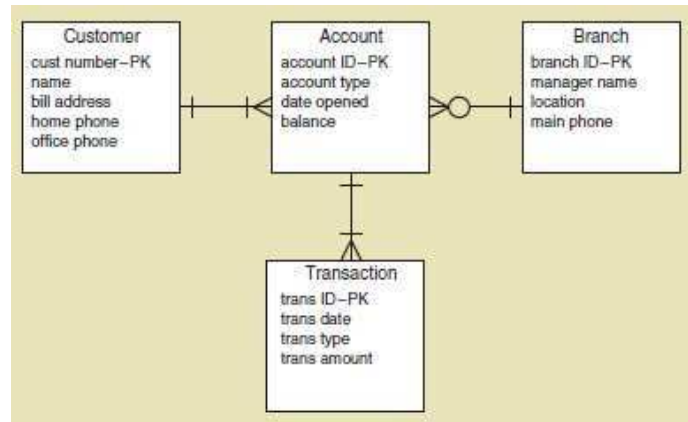 Customer
cust number–PK
name
bill address
home phone
office phone
Account
account ID–PK
account type
date opened
balance
Branch
branch ID–PK
manager name
location
main phone
Transaction
trans ID–PK
trans date
trans type
trans amount